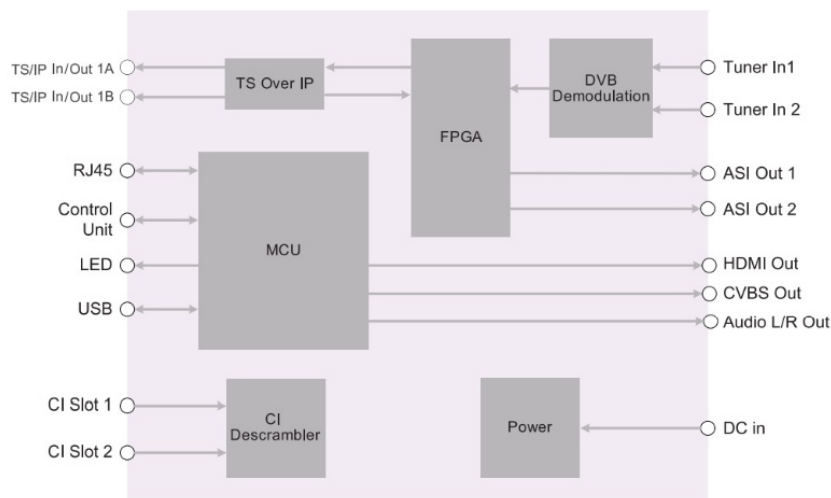 TS/IP In/Out 1A
TS/IP In/Out 1B
TS Over IP
FPGA
DVB
Demodulation
Tuner In1
Tuner In 2
RJ45
Control
Unit
LED
USB
MCU
ASI Out 1
ASI Out 2
HDMI Out
CVBS Out
Audio L/R Out
CI Slot 1
CI Slot 2
CI
Descrambler
Power
DC in